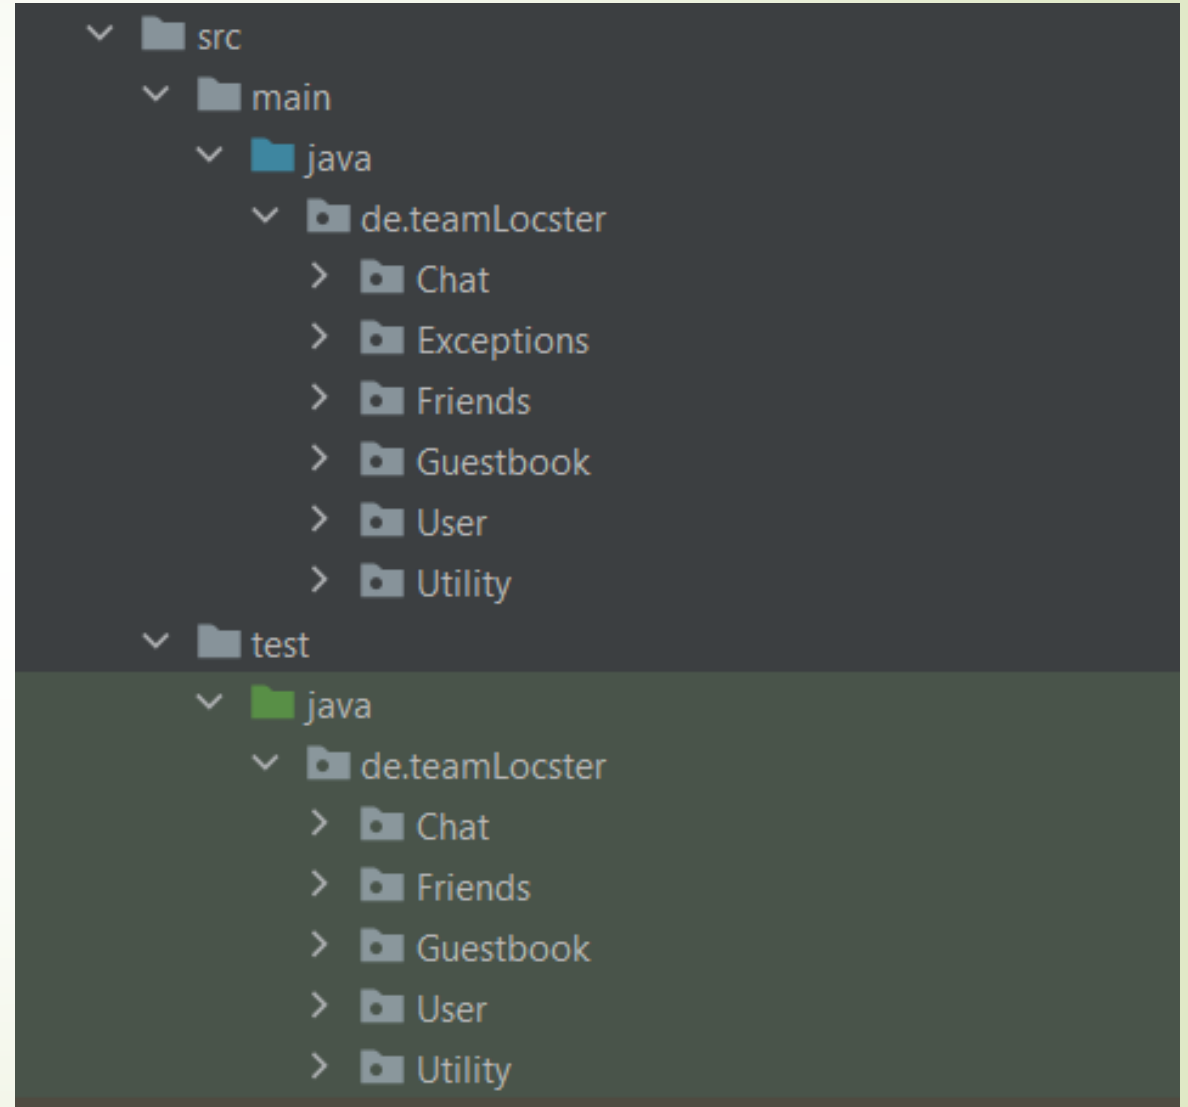 src
main
java
de.teamLocster
Chat
Exceptions
Friends
Guestbook
User
Utility
test
java
de.teamLocster
Chat
Friends
Guestbook
User
Utility